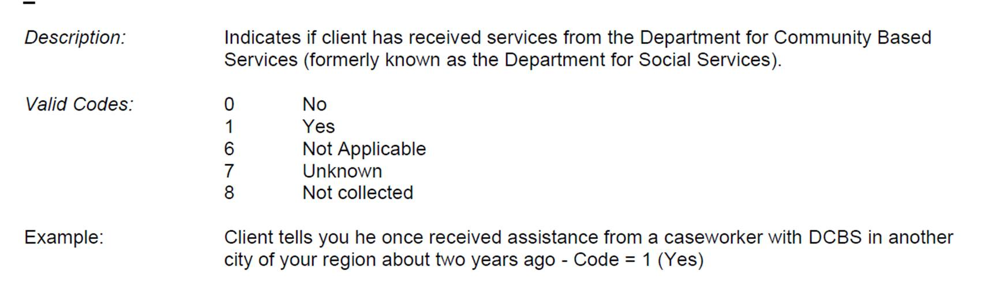 Description: Indicates if client has received services from the Department for Community Based
Services (formerly known as the Department for Social Services).
Valid Codes: 0 No
1 Yes
6 Not Applicable
7 Unknown
8 Not collected
Example: Client tells you he once received assistance from a caseworker with DCBS in another
city of your region about two years ago - Code = 1 (Yes)